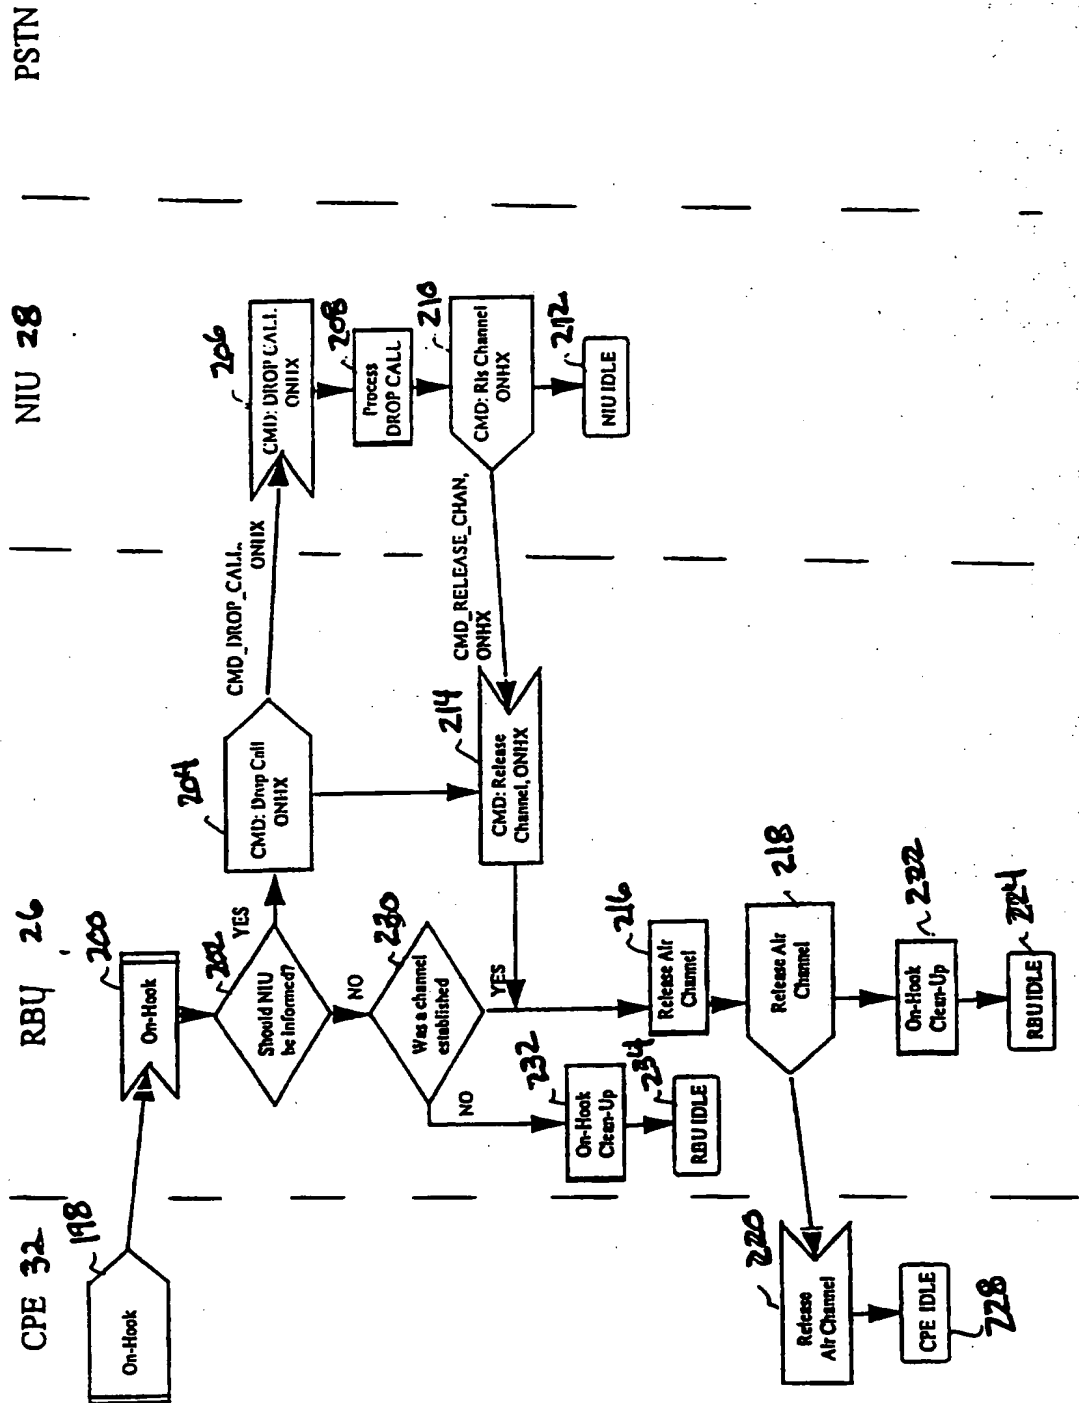 CPE 32
RBU 26
NIU 28
PSTN
198
On-Hook
200
On-Hook
202
Should NIU
be Informed?
YES
NO
204
CMD: Drop Call
ONHX
CMD_DROP_CALL,
ONHX
206
CMD: DROP CALL,
ONHX
208
Process
DROP CALL
210
CMD: Rls Channel
ONHX
212
NIU IDLE
CMD_RELEASE_CHAN,
ONHX
214
CMD: Release
Channel, ONHX
230
Was a channel
established
YES
NO
232
On-Hook
Clean-Up
234
RBU IDLE
216
Release Air
Channel
218
Release Air
Channel
220
Release
Air Channel
228
CPE IDLE
222
On-Hook
Clean-Up
224
RBU IDLE